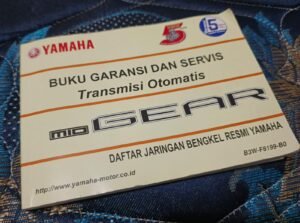 YAMAHA
5
5
BUKU GARANSI DAN SERVIS
Transmisi Otomatis
mio GEAR
DAFTAR JARINGAN BENGKEL RESMI YAMAHA
http://www.yamaha-motor.co.id
B3W-F8199-B0